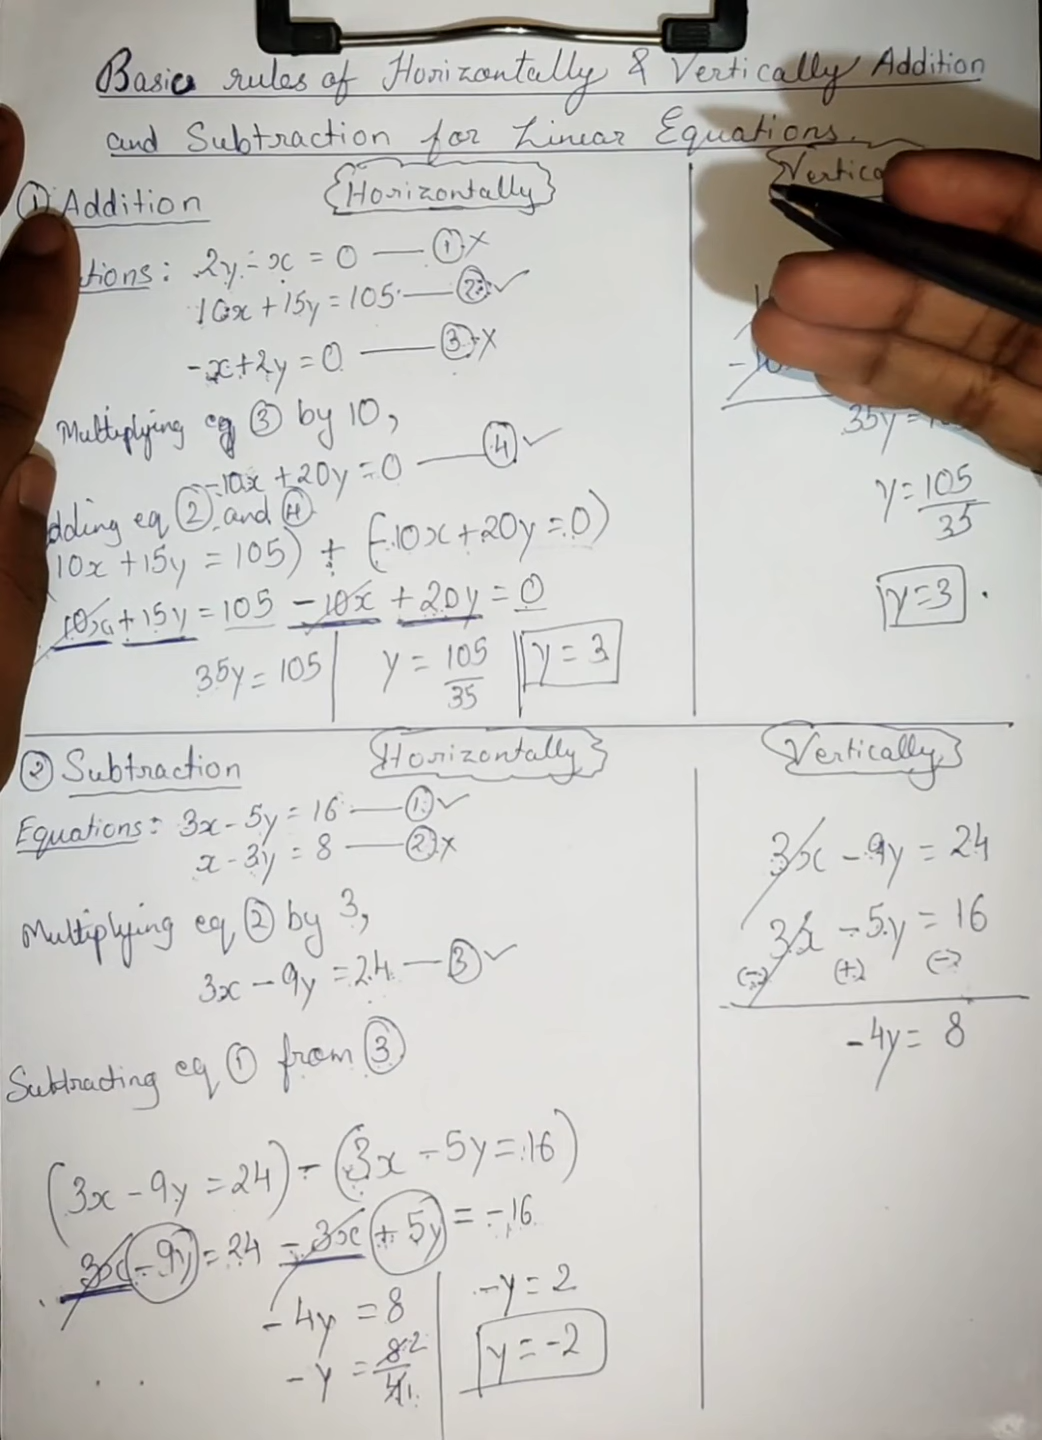 Basic rules of Horizontally & Vertically Addition
and Subtraction for Linear Equations.
① Addition
Horizontally
2y - x = 0 — ① ×
10x + 15y = 105 — ② ✓
-x + 2y = 0 — ③ ×
Multiplying eq ③ by 10,
-10x + 20y = 0 — ④ ✓
eq ② and ④
10x + 15y = 105) + (-10x + 20y = 0)
10x + 15y = 105 - 10x + 20y = 0
35y = 105
y = 105/35
y = 3
35y =
y = 105/35
y = 3.
② Subtraction
Horizontally
Equations: 3x - 5y = 16 — ① ✓
x - 3y = 8 — ② ×
Multiplying eq ② by 3,
3x - 9y = 24 — ③ ✓
Subtracting eq ① from ③
(3x - 9y = 24) - (3x - 5y = 16)
3x - 9y = 24 - 3x + 5y = -16
-4y = 8
-y = 8/4
2
1
-y = 2
y = -2
Vertically
3x - 9y = 24
3x - 5y = 16
(-) (+) (-)
-4y = 8